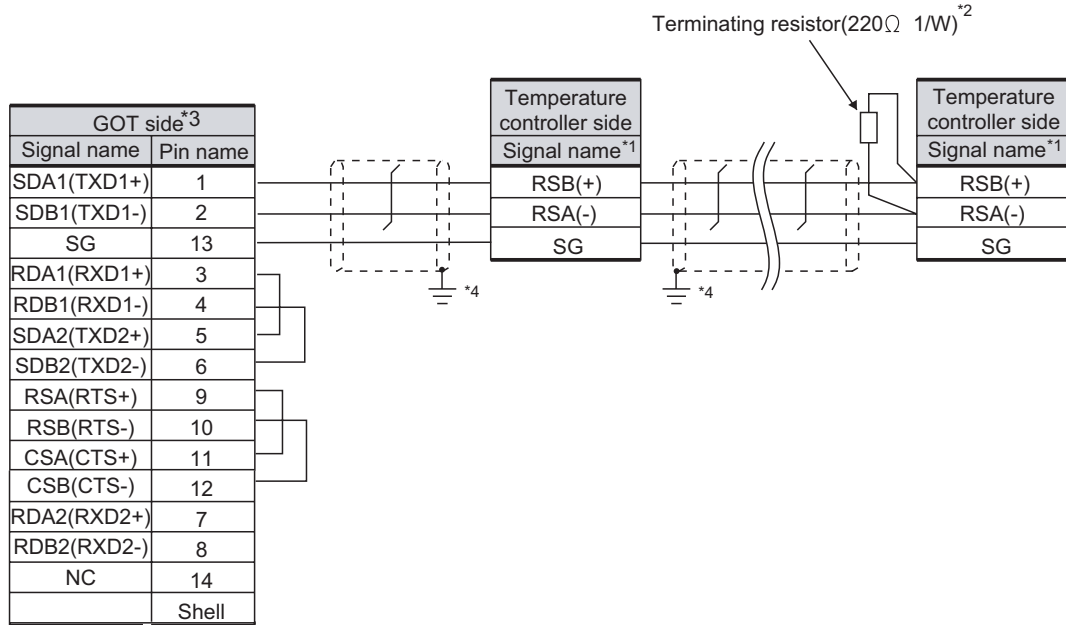 Terminating resistor(220Ω 1/W)*2
GOT side*3
Signal name Pin name
SDA1(TXD1+) 1
SDB1(TXD1-) 2
SG 13
RDA1(RXD1+) 3
RDB1(RXD1-) 4
SDA2(TXD2+) 5
SDB2(TXD2-) 6
RSA(RTS+) 9
RSB(RTS-) 10
CSA(CTS+) 11
CSB(CTS-) 12
RDA2(RXD2+) 7
RDB2(RXD2-) 8
NC 14
Shell
*4
Temperature
controller side
Signal name*1
RSB(+)
RSA(-)
SG
*4
Temperature
controller side
Signal name*1
RSB(+)
RSA(-)
SG